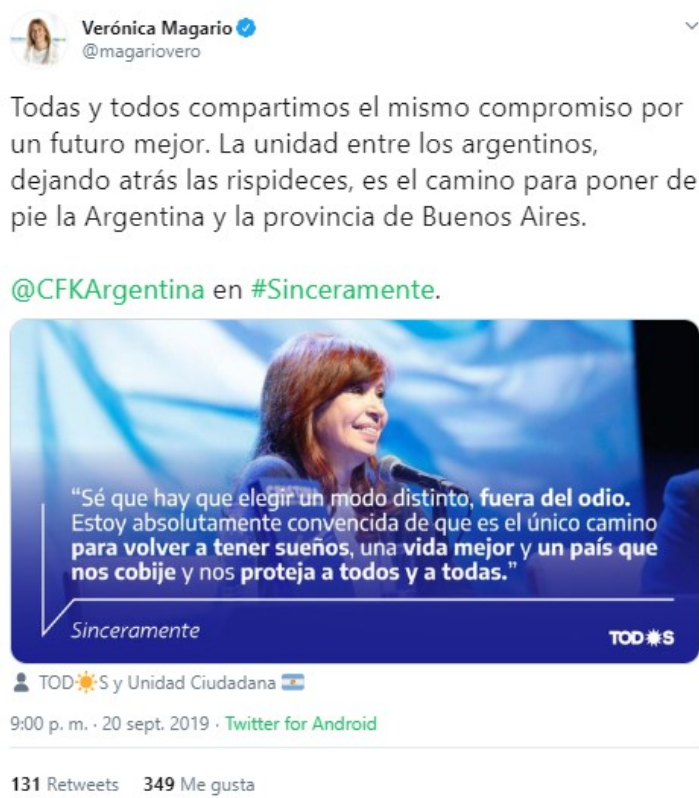 Verónica Magario
@magariovero
Todas y todos compartimos el mismo compromiso por
un futuro mejor. La unidad entre los argentinos,
dejando atrás las rispideces, es el camino para poner de
pie la Argentina y la provincia de Buenos Aires.
@CFKArgentina en #Sinceramente.
“Sé que hay que elegir un modo distinto, fuera del odio.
Estoy absolutamente convencida de que es el único camino
para volver a tener sueños, una vida mejor y un país que
nos cobije y nos proteja a todos y a todas.”
Sinceramente
TOD☀S
TOD☀S y Unidad Ciudadana 🇦🇷
9:00 p. m. · 20 sept. 2019 · Twitter for Android
131 Retweets 349 Me gusta